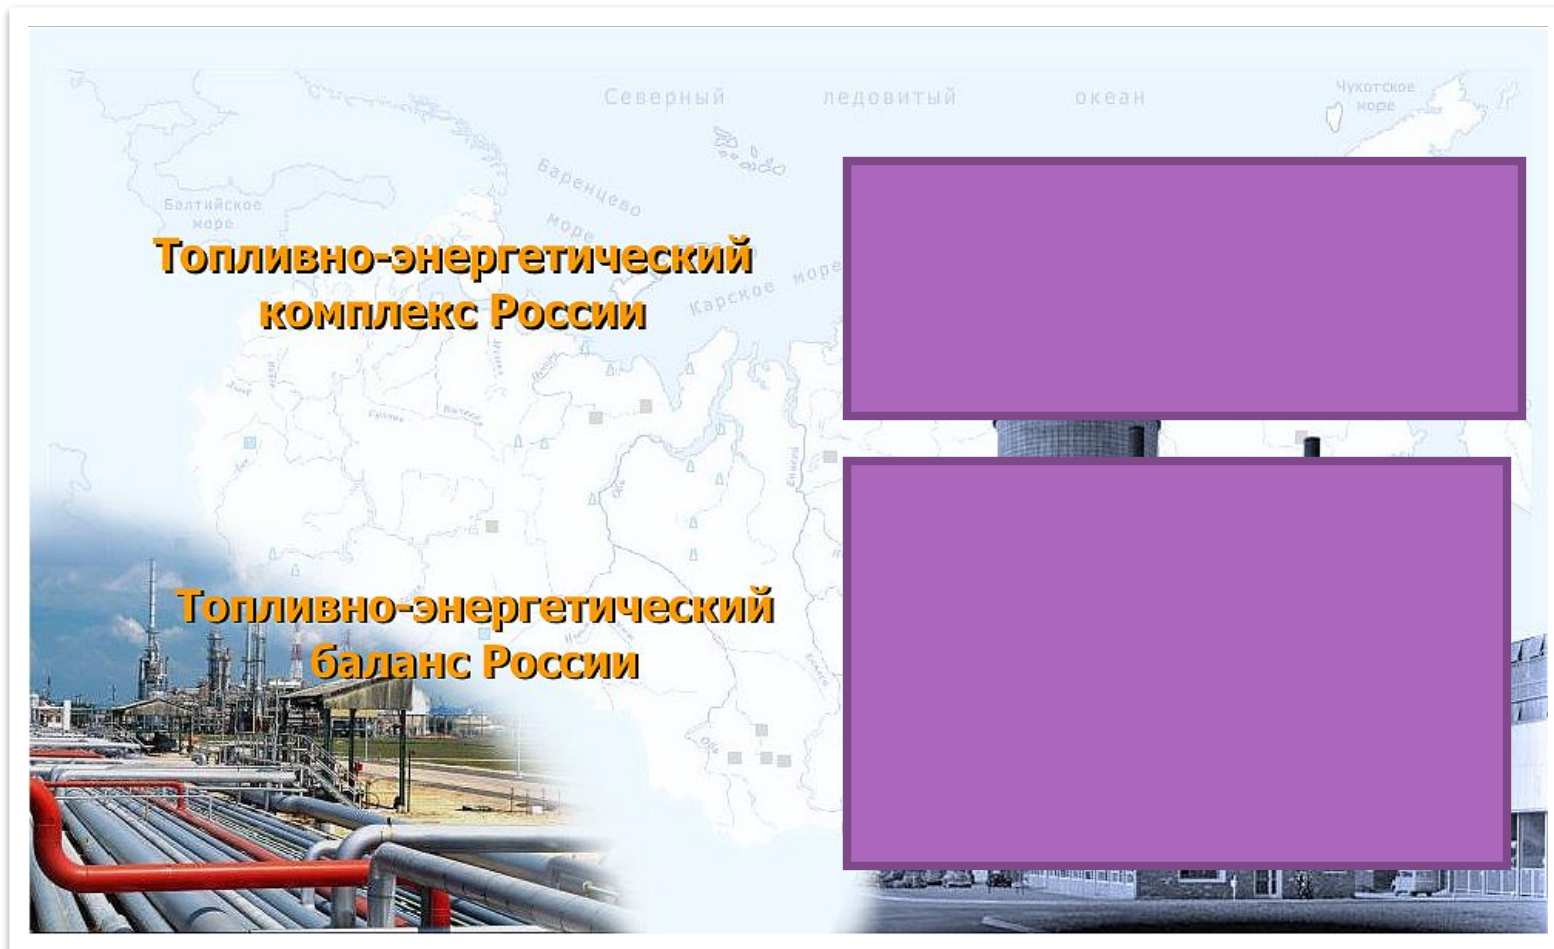 Северный ледовитый океан
Чукотское
море
Баренцево
море
Балтийское
море
Карское море
Топливно-энергетический
комплекс России
Топливно-энергетический
баланс России